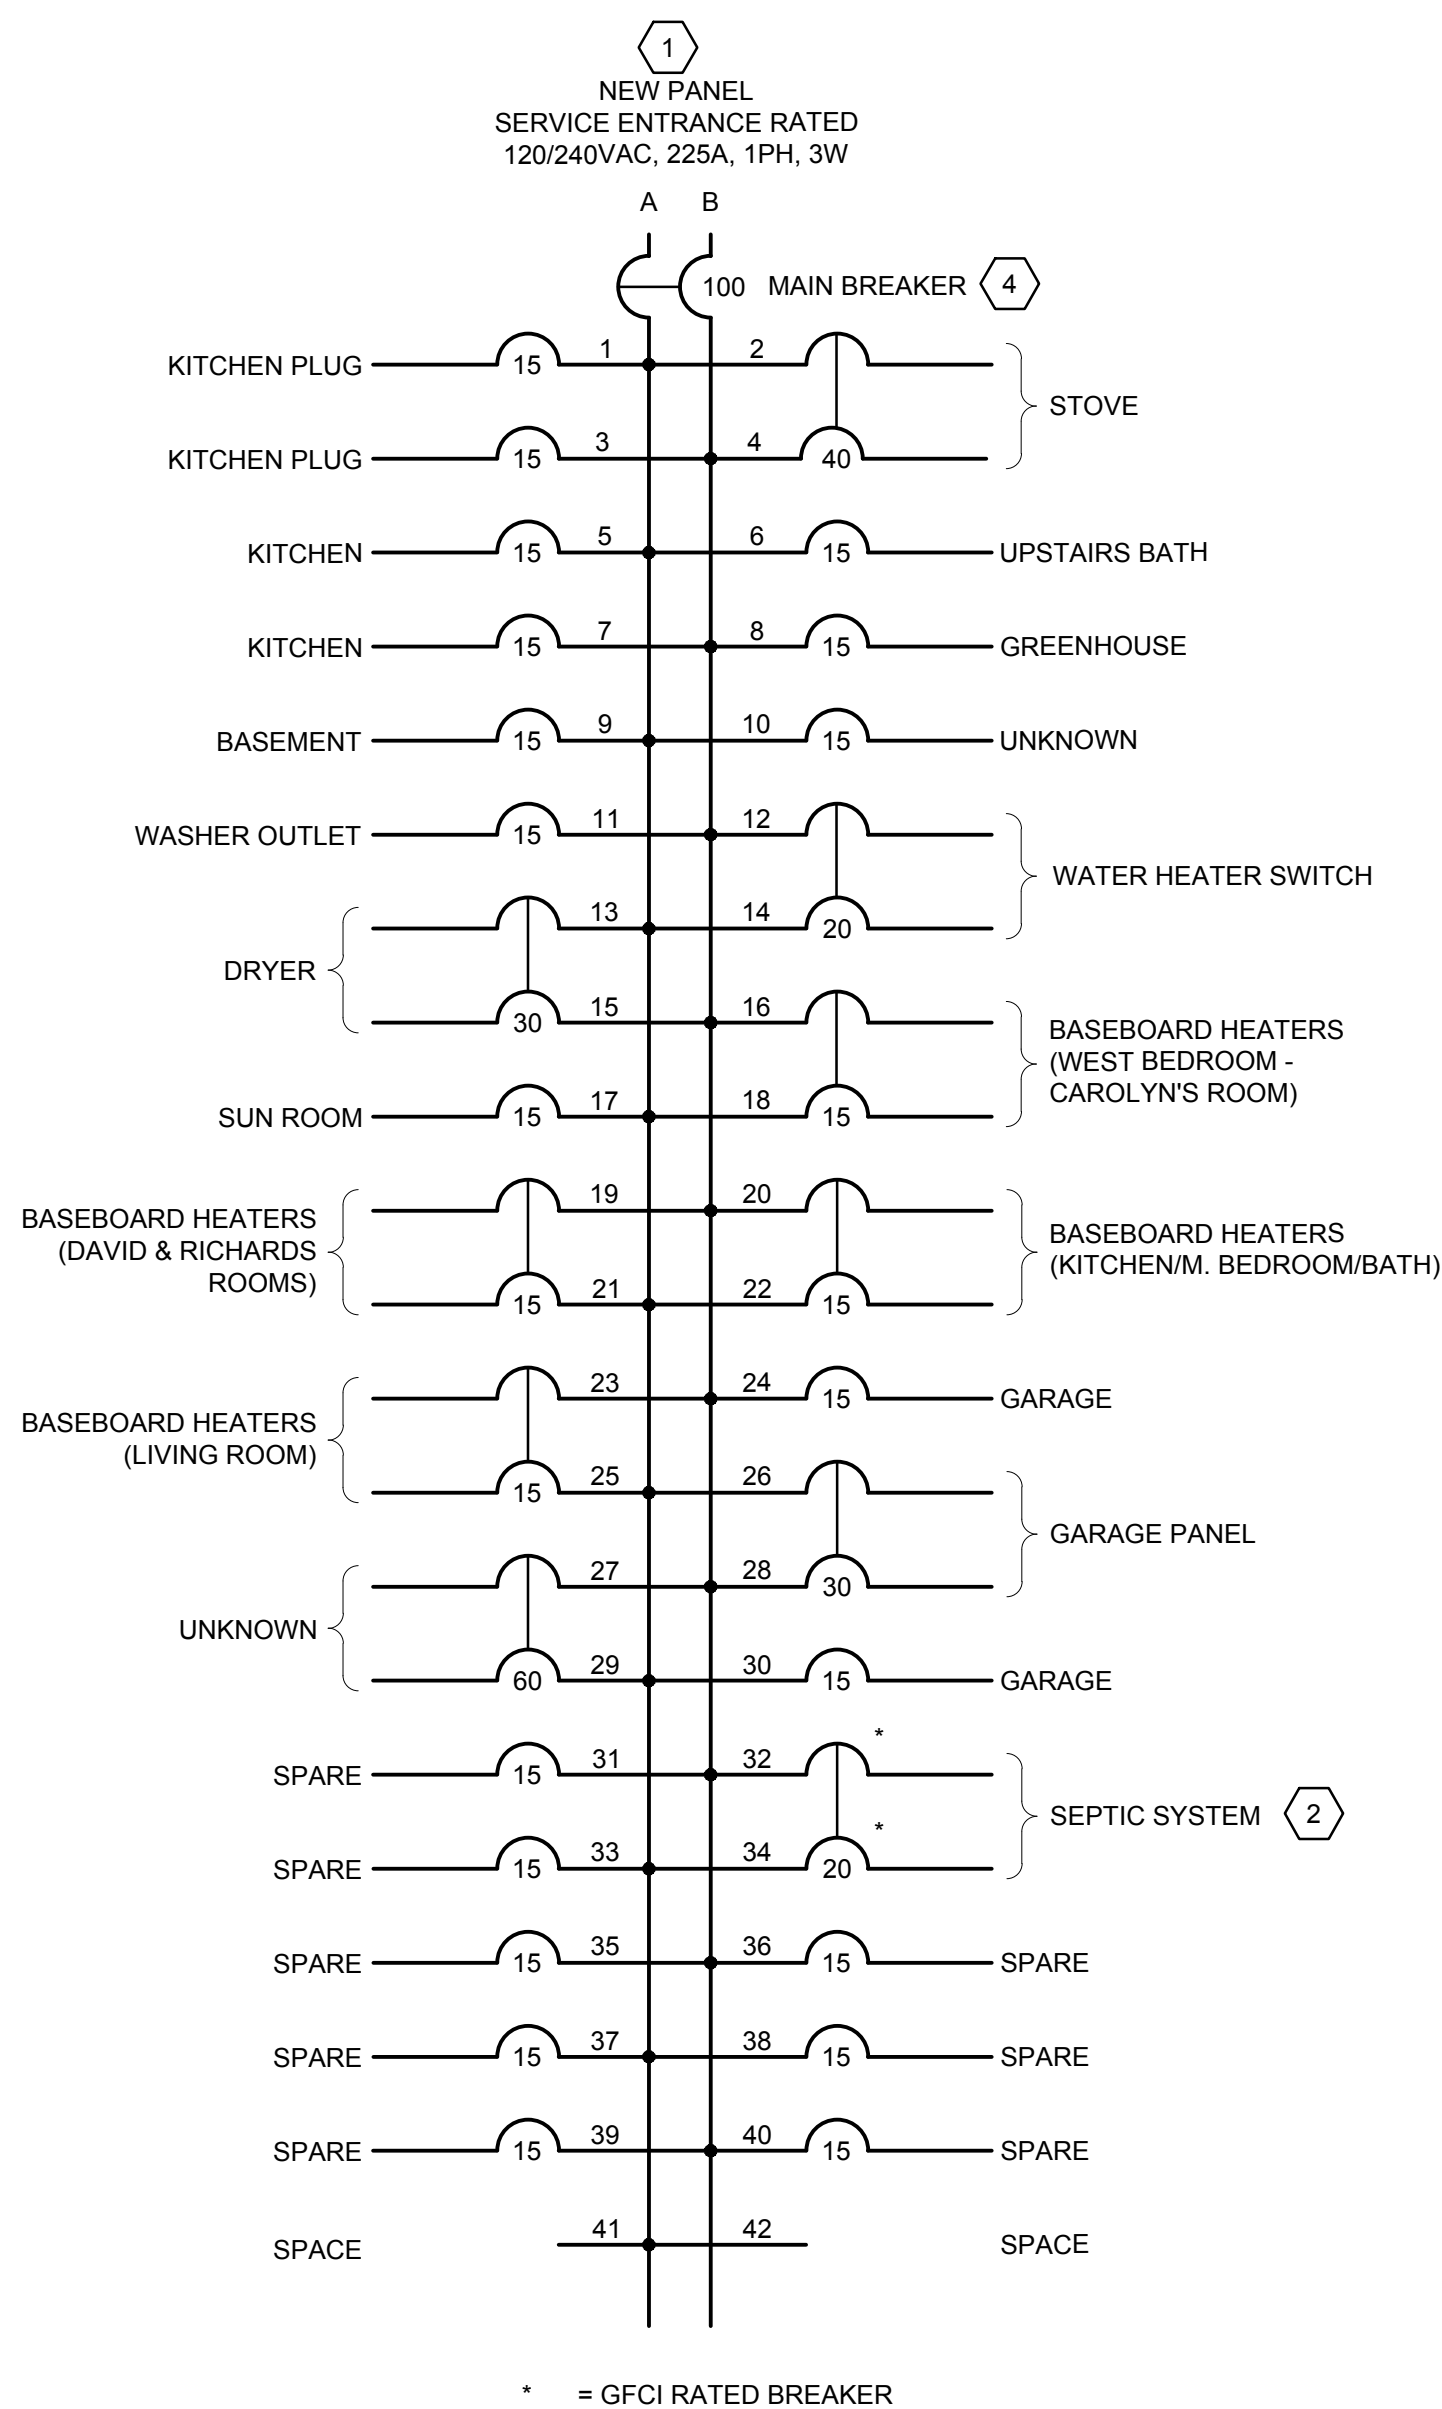 1
NEW PANEL
SERVICE ENTRANCE RATED
120/240VAC, 225A, 1PH, 3W
A B
100 MAIN BREAKER 4
KITCHEN PLUG 15 1 2
STOVE
KITCHEN PLUG 15 3 4 40
KITCHEN 15 5 6 15 UPSTAIRS BATH
KITCHEN 15 7 8 15 GREENHOUSE
BASEMENT 15 9 10 15 UNKNOWN
WASHER OUTLET 15 11 12
WATER HEATER SWITCH
13 14 20
DRYER
30 15 16
BASEBOARD HEATERS
(WEST BEDROOM -
CAROLYN'S ROOM)
SUN ROOM 15 17 18 15
19 20
BASEBOARD HEATERS
(DAVID & RICHARDS
ROOMS)
BASEBOARD HEATERS
(KITCHEN/M. BEDROOM/BATH)
15 21 22 15
23 24 15 GARAGE
BASEBOARD HEATERS
(LIVING ROOM)
15 25 26
GARAGE PANEL
27 28 30
UNKNOWN
60 29 30 15 GARAGE
*
SPARE 15 31 32
SEPTIC SYSTEM 2
*
SPARE 15 33 34 20
SPARE 15 35 36 15 SPARE
SPARE 15 37 38 15 SPARE
SPARE 15 39 40 15 SPARE
SPACE 41 42 SPACE
* = GFCI RATED BREAKER